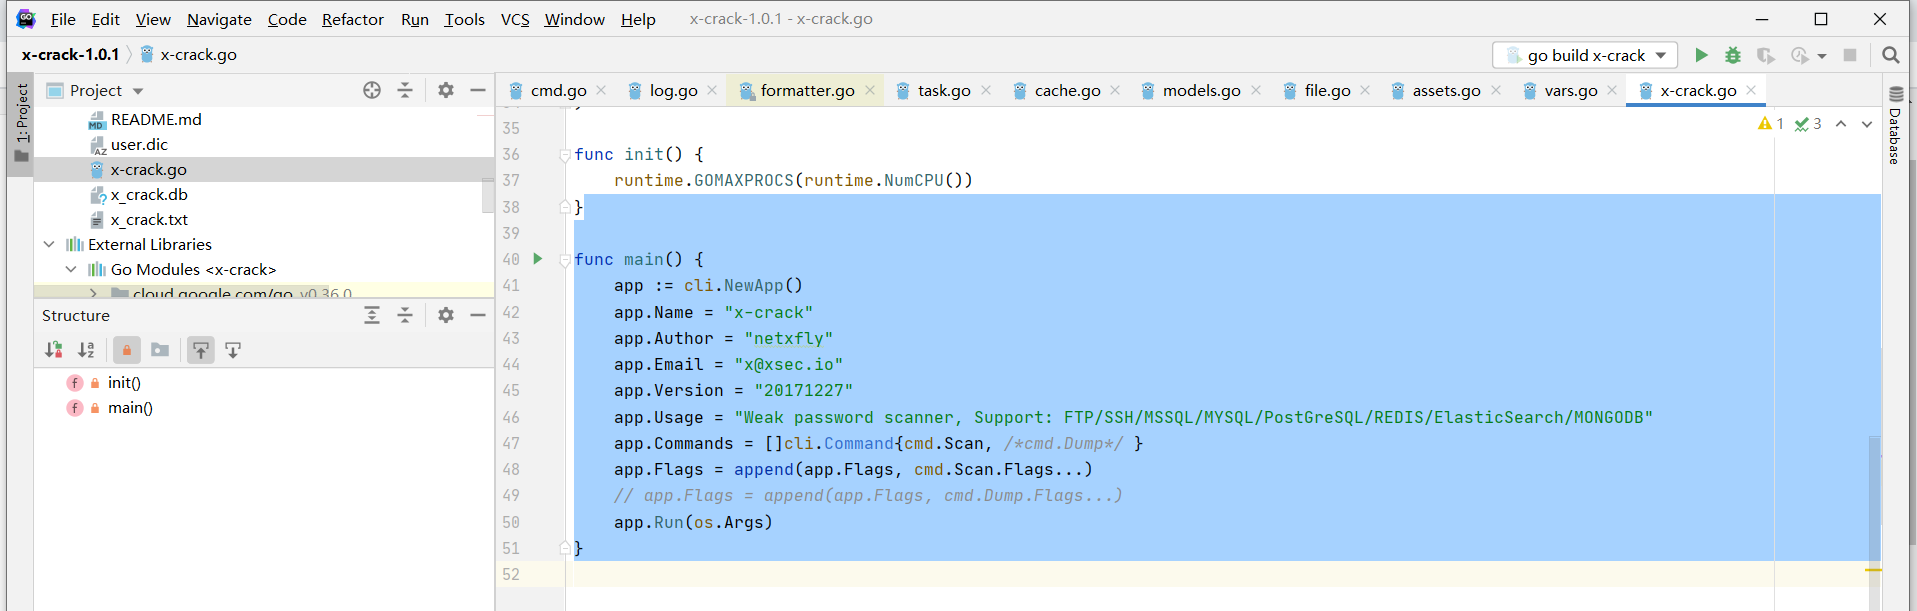 File Edit View Navigate Code Refactor Run Tools VCS Window Help x-crack-1.0.1 - x-crack.go
x-crack-1.0.1 x-crack.go go build x-crack
Project cmd.go log.go formatter.go task.go cache.go models.go file.go assets.go vars.go x-crack.go
1: Project
Database
README.md
user.dic
x-crack.go
x_crack.db
x_crack.txt
External Libraries
Go Modules <x-crack>
cloud.google.com/go v0.36.0
Structure
init()
main()
1 3
35
36 func init() {
37 runtime.GOMAXPROCS(runtime.NumCPU())
38 }
39
40 func main() {
41 app := cli.NewApp()
42 app.Name = "x-crack"
43 app.Author = "netxfly"
44 app.Email = "x@xsec.io"
45 app.Version = "20171227"
46 app.Usage = "Weak password scanner, Support: FTP/SSH/MSSQL/MYSQL/PostGreSQL/REDIS/ElasticSearch/MONGODB"
47 app.Commands = []cli.Command{cmd.Scan, /*cmd.Dump*/ }
48 app.Flags = append(app.Flags, cmd.Scan.Flags...)
49 // app.Flags = append(app.Flags, cmd.Dump.Flags...)
50 app.Run(os.Args)
51 }
52